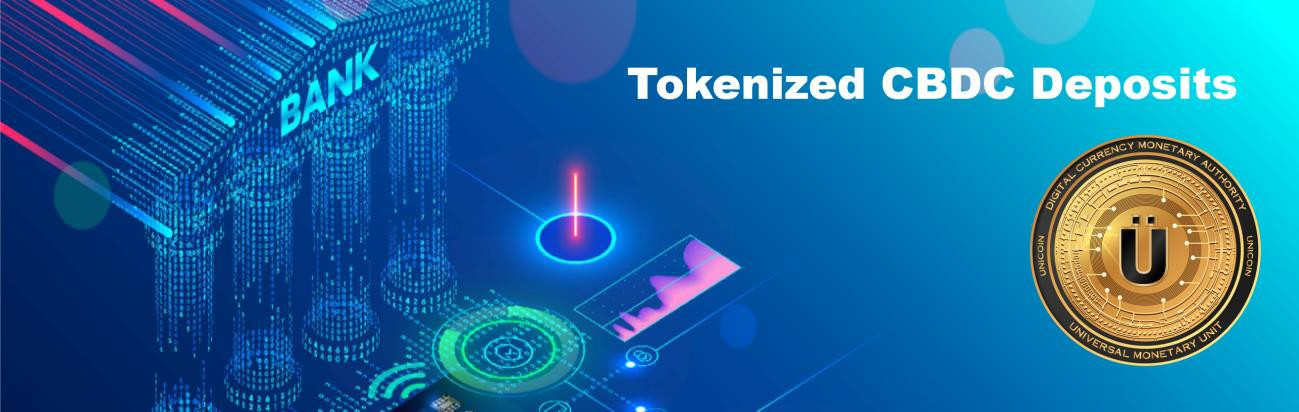 BANK
Tokenized CBDC Deposits
DIGITAL CURRENCY MONETARY AUTHORITY
UNICOIN
Ü
UNICOIN
UNIVERSAL MONETARY UNIT